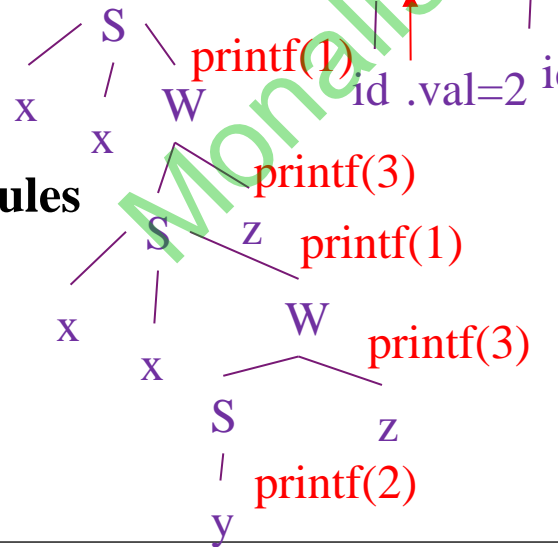 S
printf(1)
id .val=2
x
W
x
printf(3)
ules
S
z
printf(1)
x
W
x
printf(3)
S
z
printf(2)
y
Monali